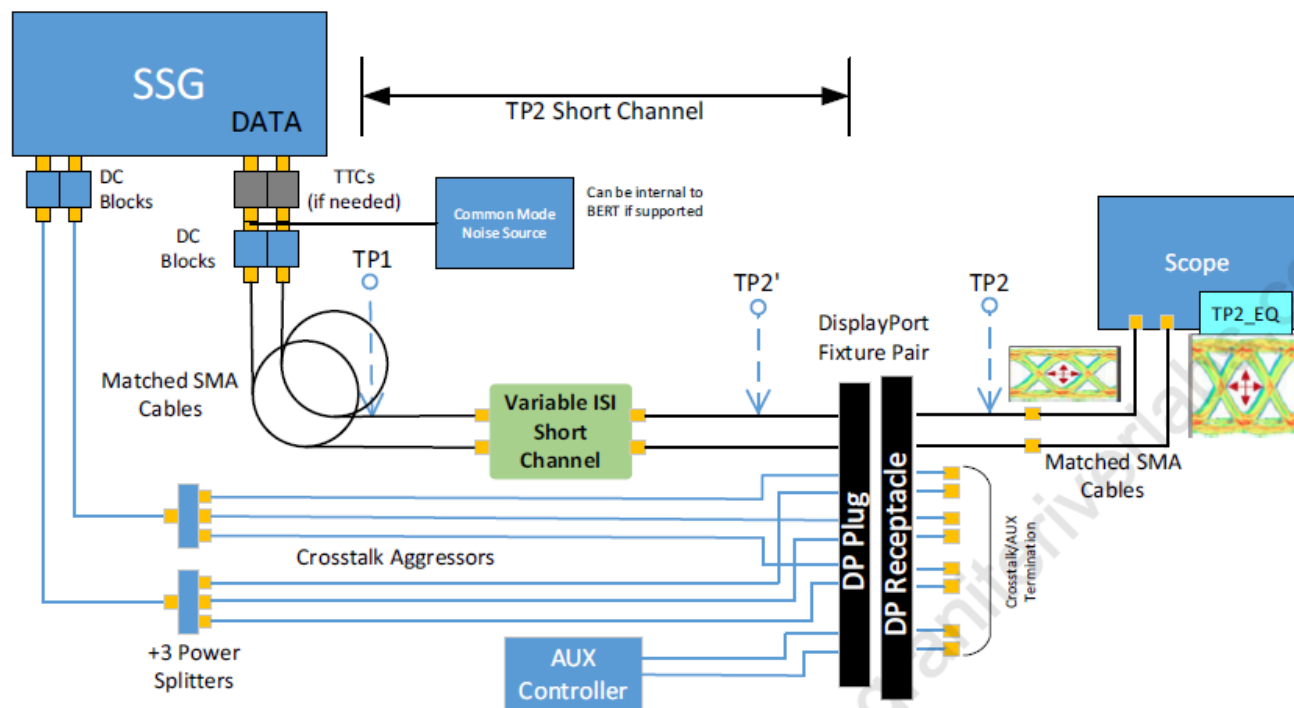 SSG
DATA
TP2 Short Channel
DC
Blocks
TTCs
(if needed)
Common Mode
Noise Source
Can be internal to
BERT if supported
DC
Blocks
TP1
TP2'
TP2
Scope
TP2_EQ
DisplayPort
Fixture Pair
Matched SMA
Cables
Variable ISI
Short
Channel
Matched SMA
Cables
DP Plug
DP Receptacle
Crosstalk/AUX
Termination
Crosstalk Aggressors
+3 Power
Splitters
AUX
Controller